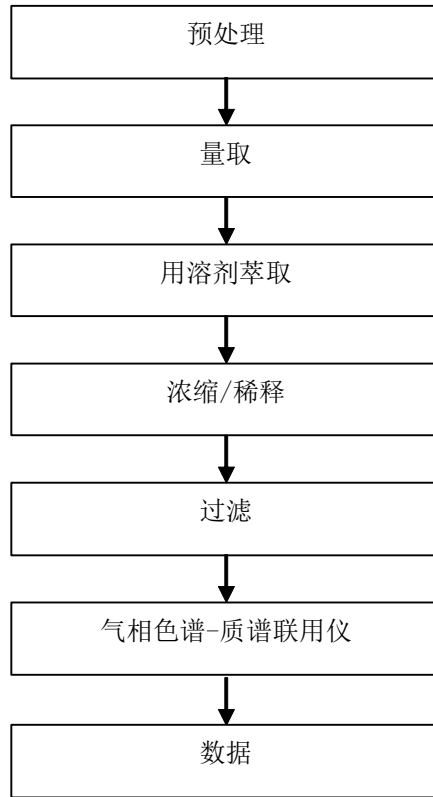 预处理
量取
用溶剂萃取
浓缩/稀释
过滤
气相色谱-质谱联用仪
数据